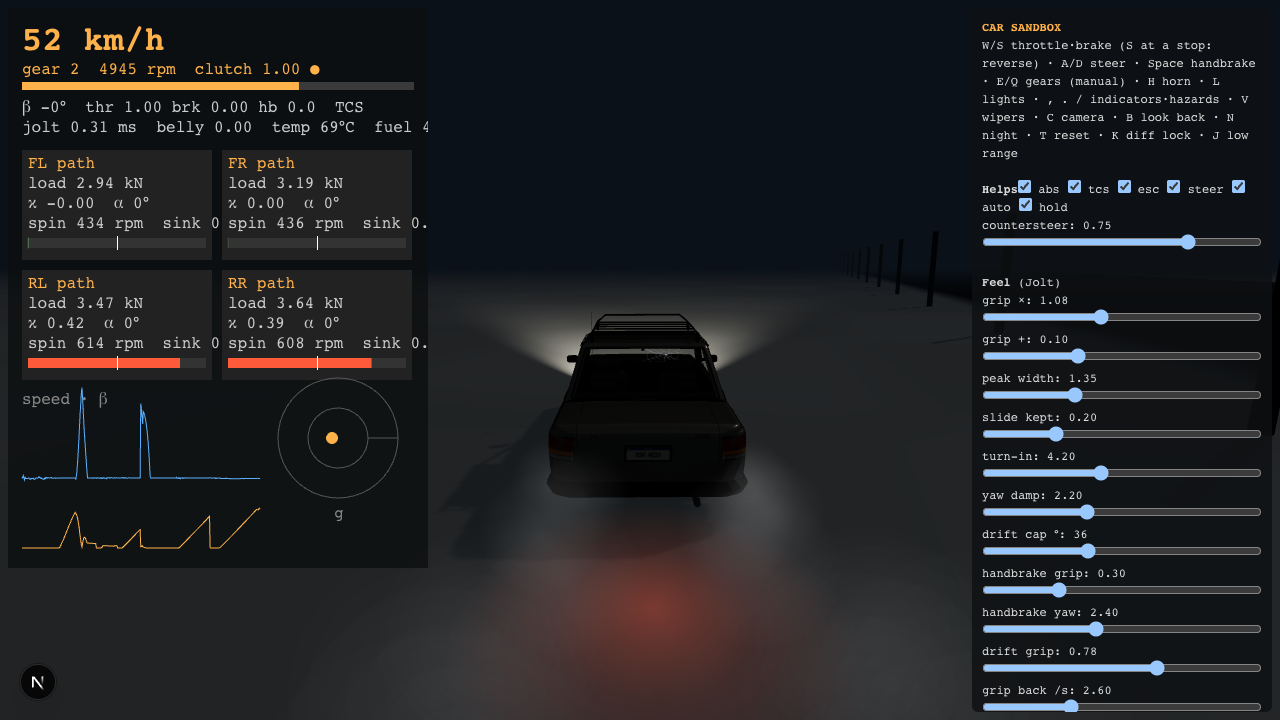 52 km/h
gear 2 4945 rpm clutch 1.00
β -0° thr 1.00 brk 0.00 hb 0.0 TCS
jolt 0.31 ms belly 0.00 temp 69°C fuel 4
FL path
load 2.94 kN
ϰ -0.00 α 0°
spin 434 rpm sink 0
FR path
load 3.19 kN
ϰ 0.00 α 0°
spin 436 rpm sink 0.
RL path
load 3.47 kN
ϰ 0.42 α 0°
spin 614 rpm sink 0
RR path
load 3.64 kN
ϰ 0.39 α 0°
spin 608 rpm sink 0.
speed · β
g
N
CAR SANDBOX
W/S throttle·brake (S at a stop:
reverse) · A/D steer · Space handbrake
· E/Q gears (manual) · H horn · L
lights · , . / indicators·hazards · V
wipers · C camera · B look back · N
night · T reset · K diff lock · J low
range
Helps abs tcs esc steer
auto hold
countersteer: 0.75
Feel (Jolt)
grip ×: 1.08
grip +: 0.10
peak width: 1.35
slide kept: 0.20
turn-in: 4.20
yaw damp: 2.20
drift cap °: 36
handbrake grip: 0.30
handbrake yaw: 2.40
drift grip: 0.78
grip back /s: 2.60